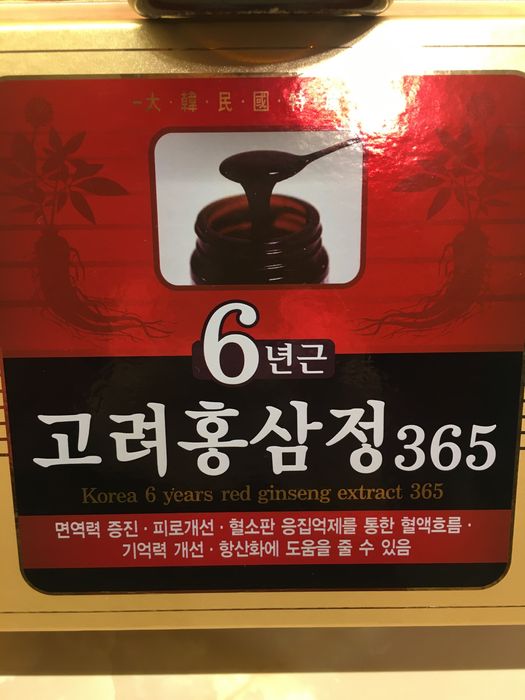 大·韓·民·國
6년근
고려홍삼정365
Korea 6 years red ginseng extract 365
면역력 증진·피로개선·혈소판 응집억제를 통한 혈액흐름·
기억력 개선·항산화에 도움을 줄 수 있음